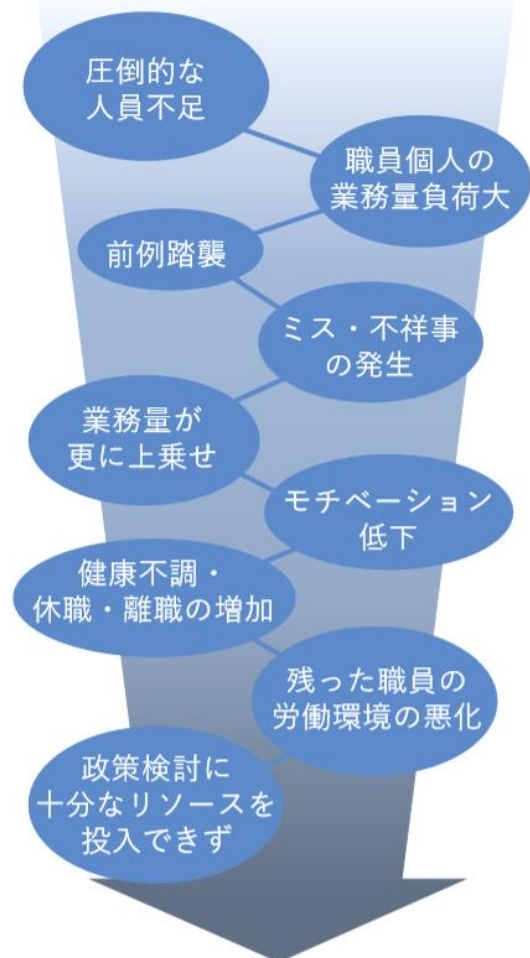 圧倒的な
人員不足
職員個人の
業務量負荷大
前例踏襲
ミス・不祥事
の発生
業務量が
更に上乗せ
モチベーション
低下
健康不調・
休職・離職の増加
残った職員の
労働環境の悪化
政策検討に
十分なリソースを
投入できず